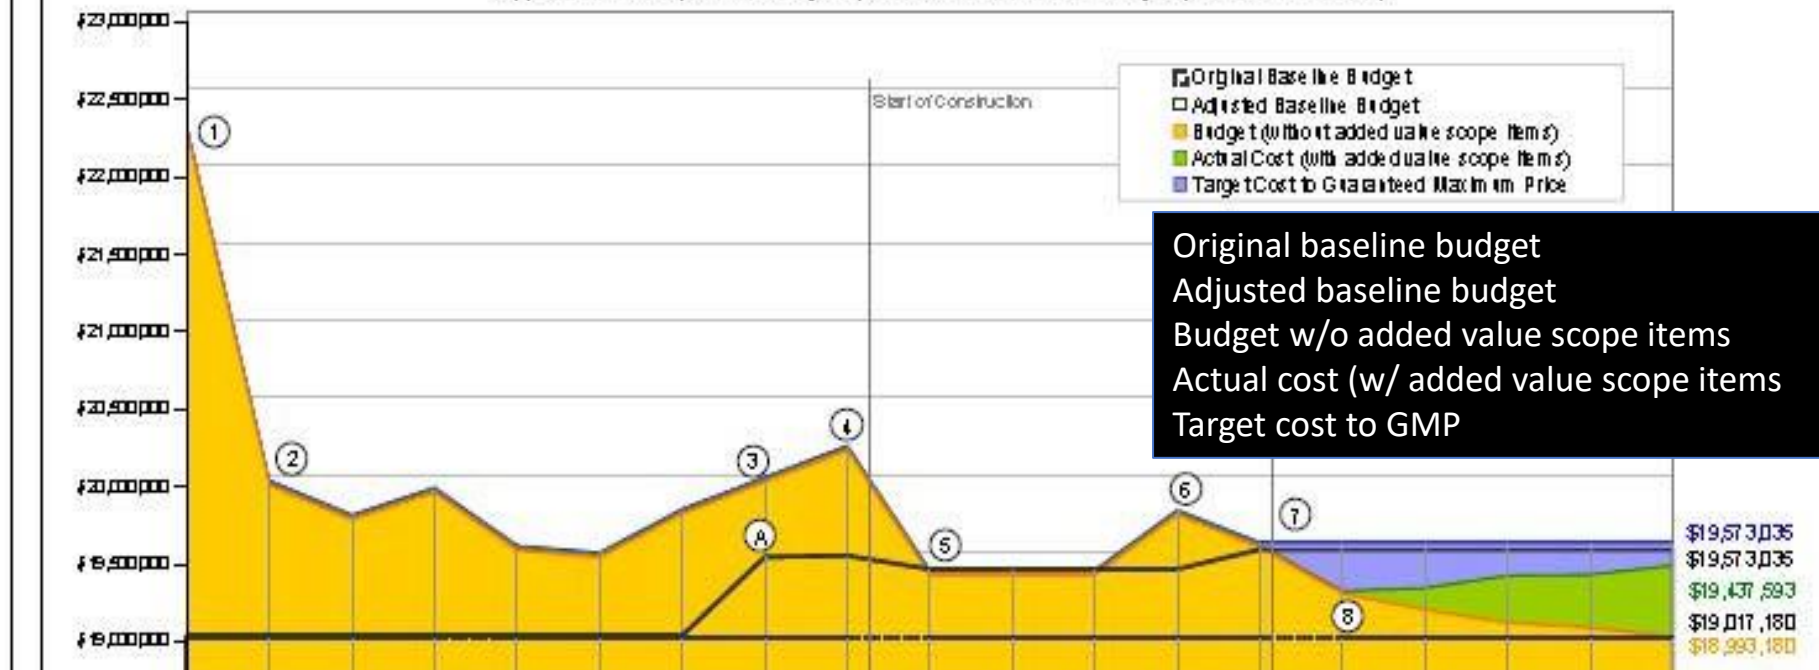 $23,000,000
$22,500,000
$22,000,000
$21,500,000
$21,000,000
$20,500,000
$20,000,000
$19,500,000
$19,000,000
Start of Construction
Original Baseline Budget
Adjusted Baseline Budget
Budget (without added value scope items)
Actual Cost (with added value scope items)
Target Cost to Guaranteed Maximum Price
Original baseline budget
Adjusted baseline budget
Budget w/o added value scope items
Actual cost (w/ added value scope items
Target cost to GMP
1
2
3
4
A
5
6
7
8
$19,573,035
$19,573,035
$19,437,593
$19,017,180
$18,993,180